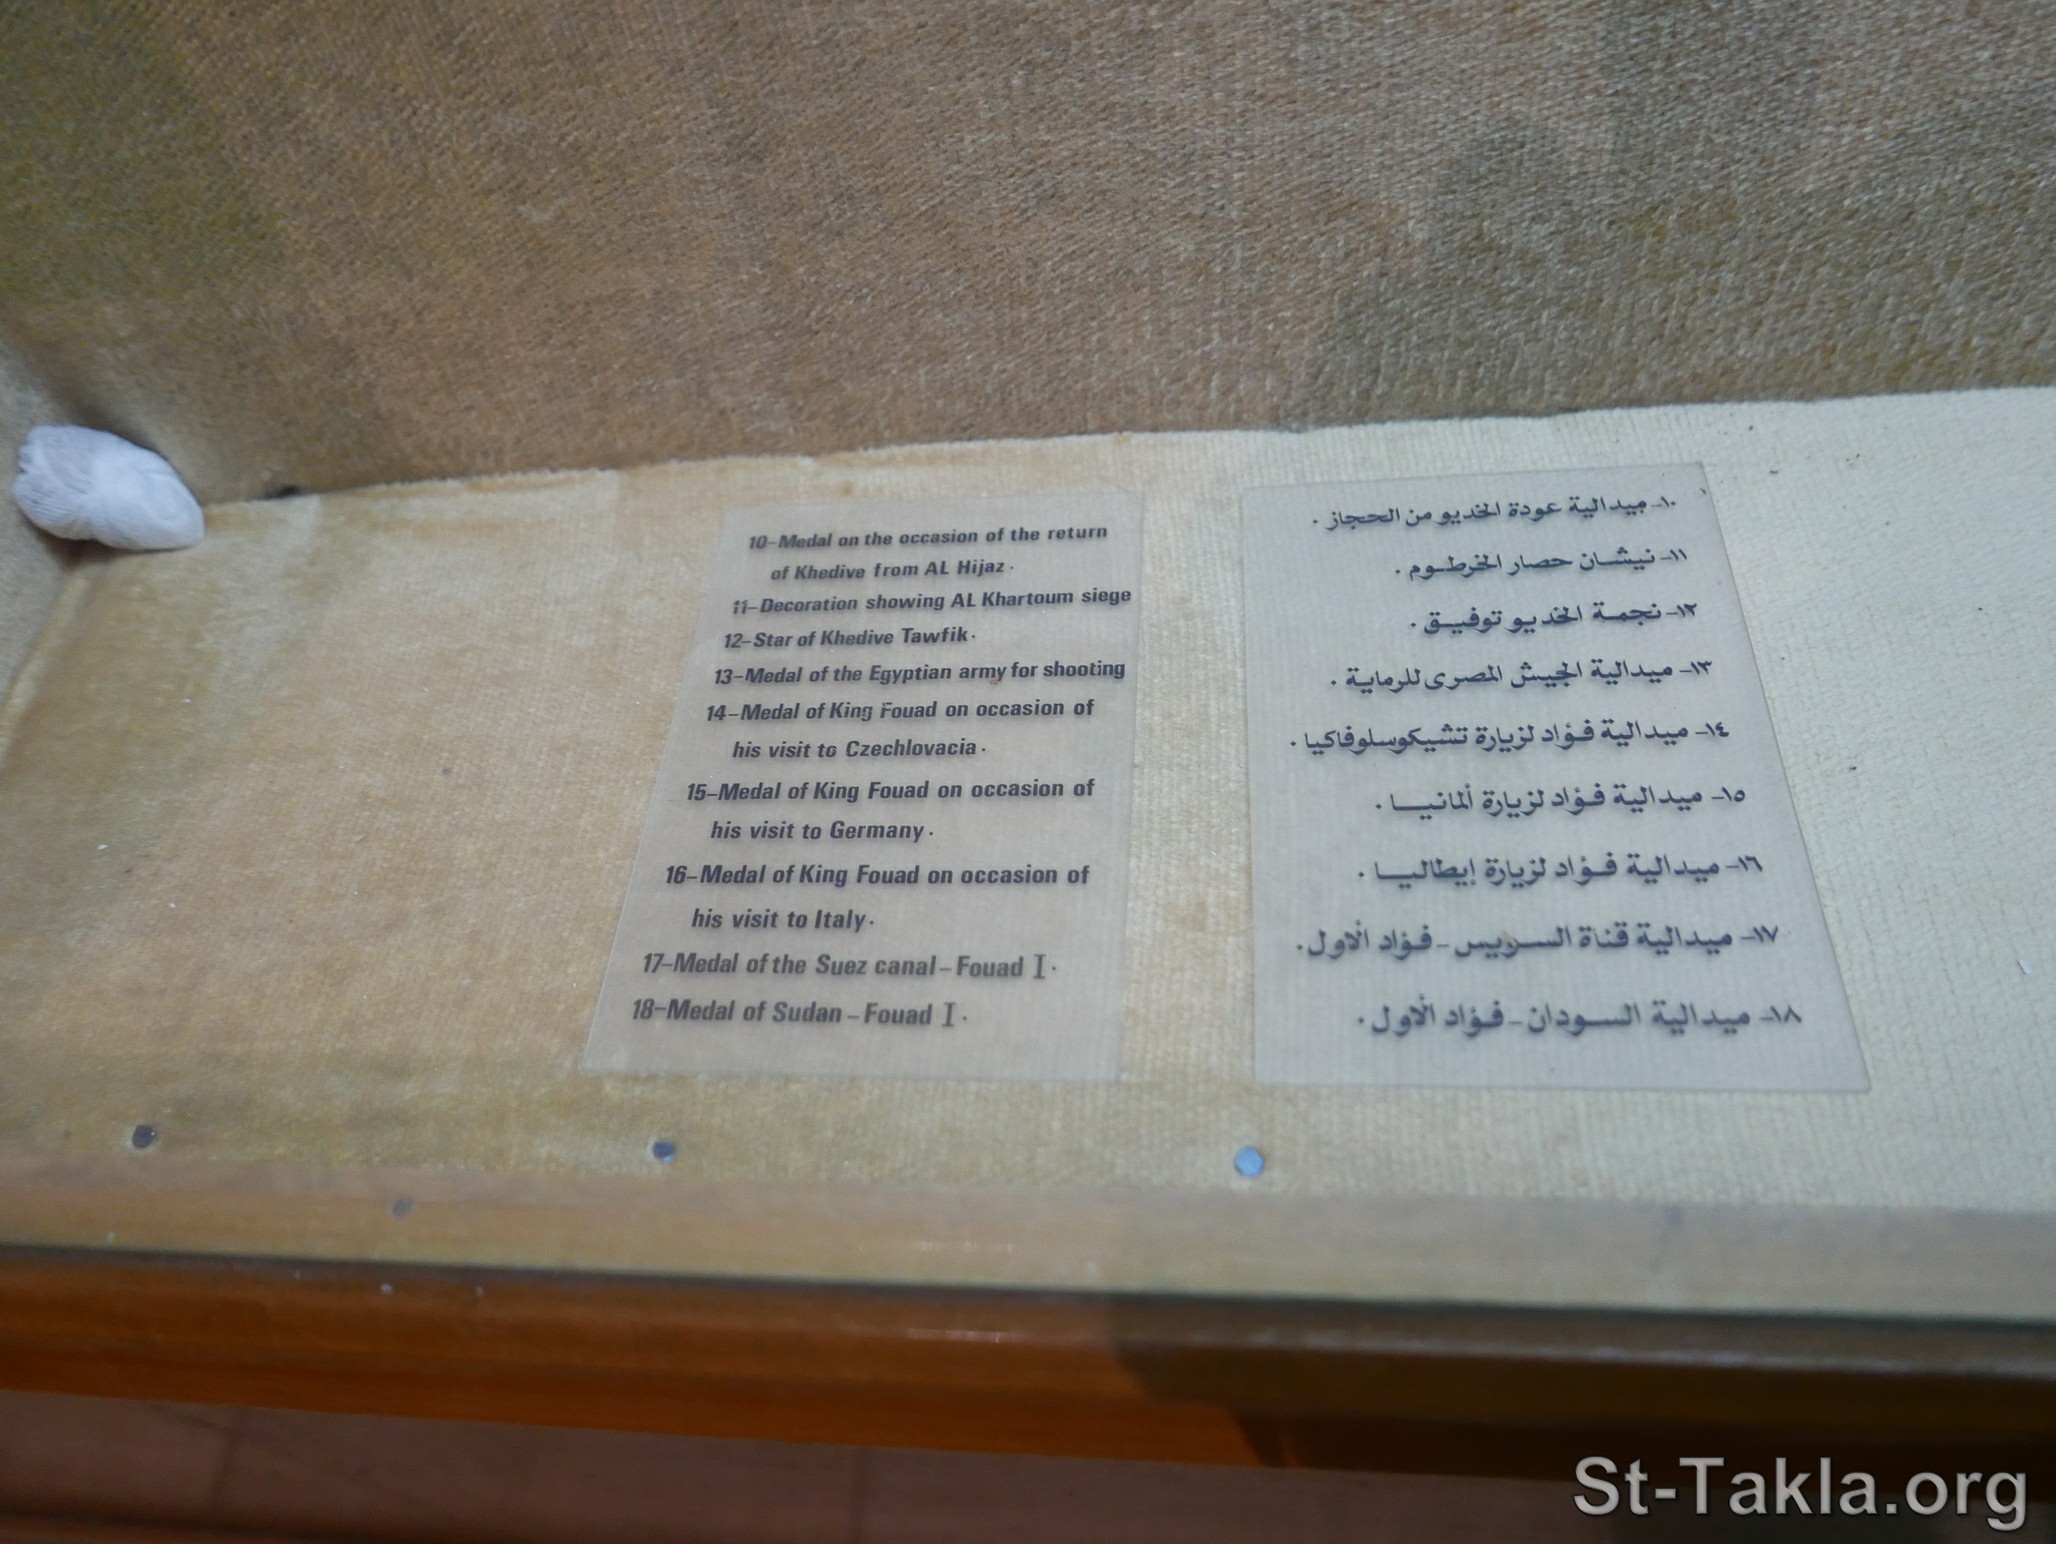 10-Medal on the occasion of the return
of Khedive from AL Hijaz.
11-Decoration showing AL Khartoum siege
12-Star of Khedive Tawfik.
13-Medal of the Egyptian army for shooting
14-Medal of King Fouad on occasion of
his visit to Czechlovacia.
15-Medal of King Fouad on occasion of
his visit to Germany.
16-Medal of King Fouad on occasion of
his visit to Italy.
17-Medal of the Suez canal-Fouad I.
18-Medal of Sudan-Fouad I.
١٠- ميدالية عودة الخديو من الحجاز .
١١- نيشان حصار الخرطوم .
١٢- نجمة الخديو توفيق .
١٣- ميدالية الجيش المصرى للرماية .
١٤- ميدالية فؤاد لزيارة تشيكوسلوفاكيا .
١٥- ميدالية فؤاد لزيارة ألمانيا .
١٦- ميدالية فؤاد لزيارة إيطاليا .
١٧- ميدالية قناة السويس - فؤاد الأول .
١٨- ميدالية السودان - فؤاد الأول .
St-Takla.org